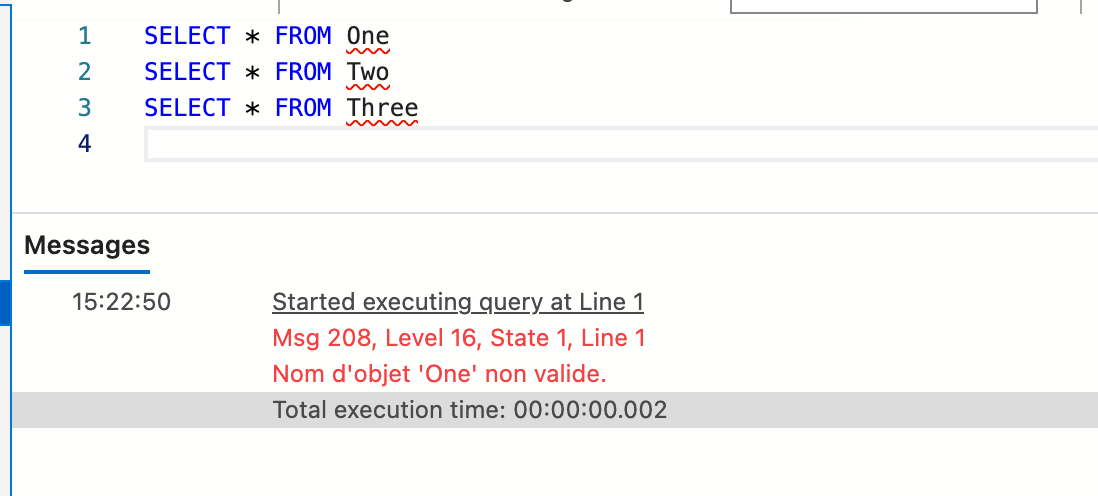 1 SELECT * FROM One
2 SELECT * FROM Two
3 SELECT * FROM Three
4
Messages
15:22:50 Started executing query at Line 1
Msg 208, Level 16, State 1, Line 1
Nom d'objet 'One' non valide.
Total execution time: 00:00:00.002